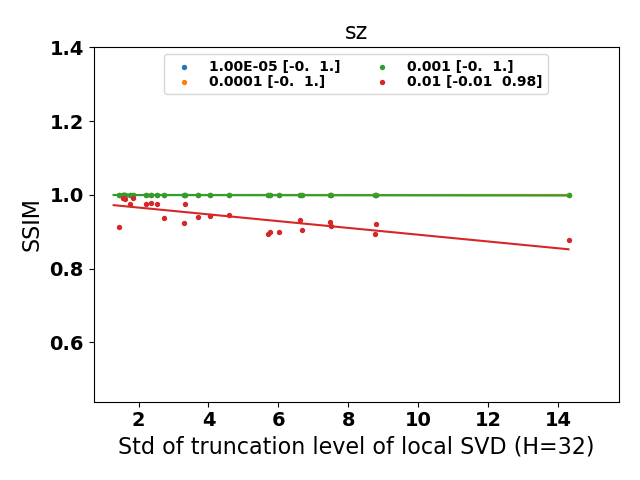 sz
1.00E-05 [-0.  1.]
0.0001 [-0.  1.]
0.001 [-0.  1.]
0.01 [-0.01  0.98]
1.4
1.2
1.0
0.8
0.6
SSIM
2 4 6 8 10 12 14
Std of truncation level of local SVD (H=32)